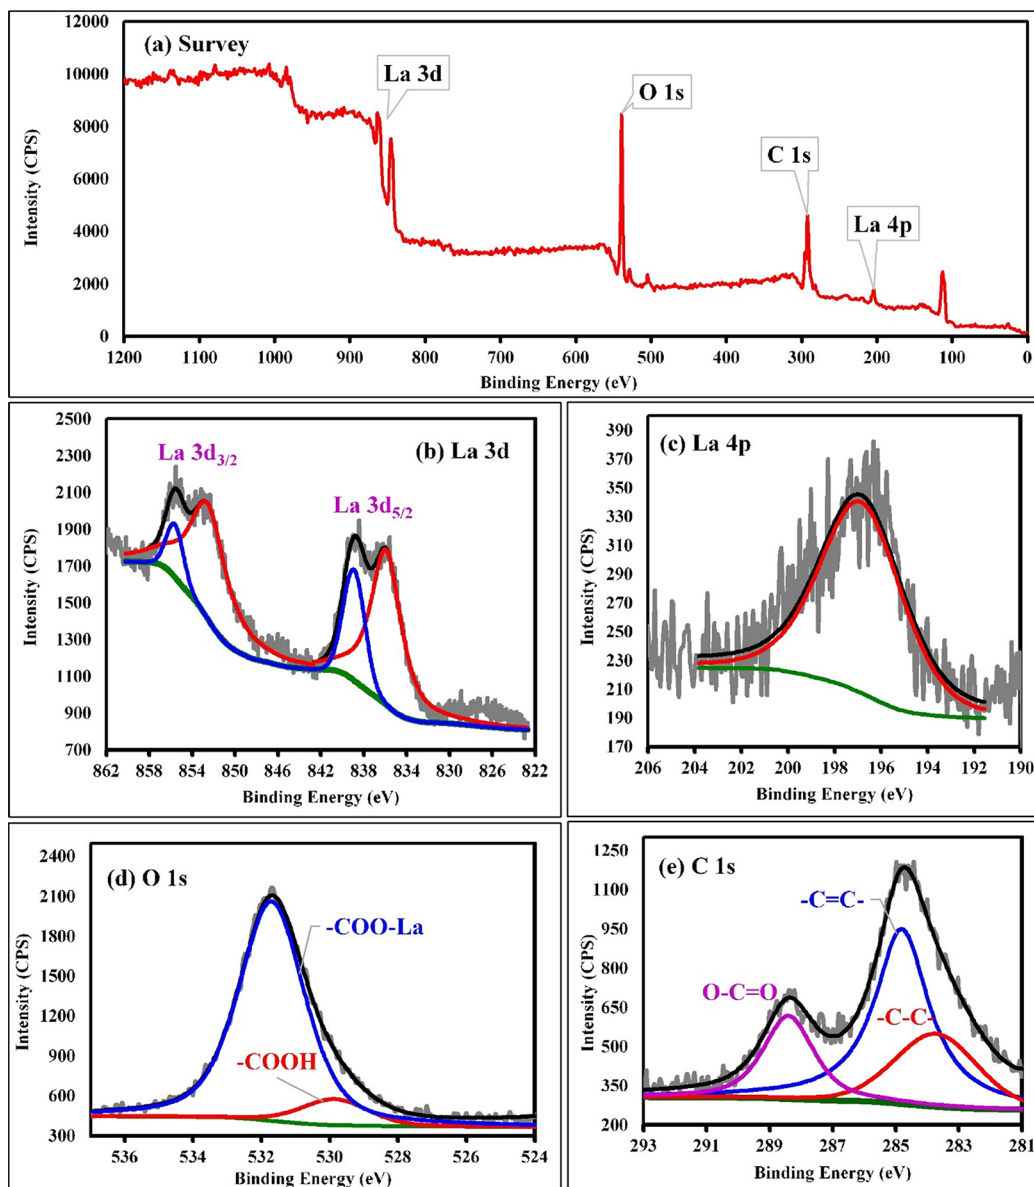 (a) Survey
La 3d
O 1s
C 1s
La 4p
Intensity (CPS)
12000
10000
8000
6000
4000
2000
0
1200 1100 1000 900 800 700 600 500 400 300 200 100 0
Binding Energy (eV)
(b) La 3d
La 3d3/2
La 3d5/2
Intensity (CPS)
2500
2300
2100
1900
1700
1500
1300
1100
900
700
862 858 854 850 846 842 838 834 830 826 822
Binding Energy (eV)
(c) La 4p
Intensity (CPS)
390
370
350
330
310
290
270
250
230
210
190
170
206 204 202 200 198 196 194 192 190
Binding Energy (eV)
(d) O 1s
-COO-La
-COOH
Intensity (CPS)
2400
2100
1800
1500
1200
900
600
300
536 534 532 530 528 526 524
Binding Energy (eV)
(e) C 1s
-C=C-
O-C=O
-C-C-
Intensity (CPS)
1250
1100
950
800
650
500
350
200
293 291 289 287 285 283 281
Binding Energy (eV)